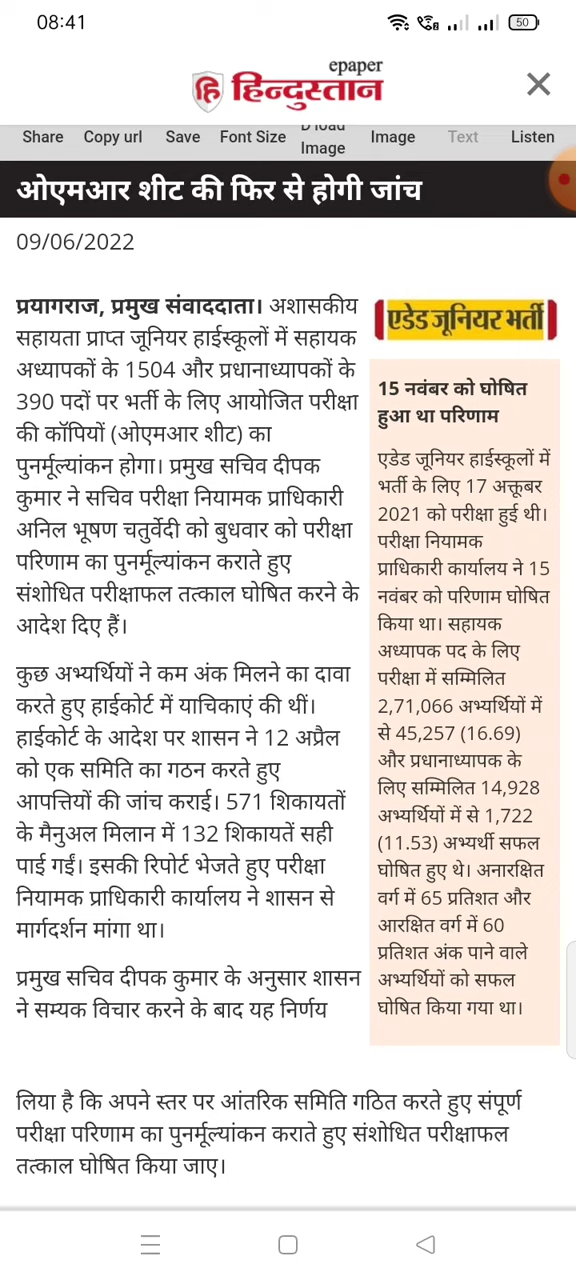 08:41
50
epaper
हि हिन्दुस्तान
Share Copy url Save Font Size D'load Image Image Text Listen
ओएमआर शीट की फिर से होगी जांच
09/06/2022
प्रयागराज, प्रमुख संवाददाता। अशासकीय
सहायता प्राप्त जूनियर हाईस्कूलों में सहायक
अध्यापकों के 1504 और प्रधानाध्यापकों के
390 पदों पर भर्ती के लिए आयोजित परीक्षा
की कॉपियों (ओएमआर शीट) का
पुनर्मूल्यांकन होगा। प्रमुख सचिव दीपक
कुमार ने सचिव परीक्षा नियामक प्राधिकारी
अनिल भूषण चतुर्वेदी को बुधवार को परीक्षा
परिणाम का पुनर्मूल्यांकन कराते हुए
संशोधित परीक्षाफल तत्काल घोषित करने के
आदेश दिए हैं।
कुछ अभ्यर्थियों ने कम अंक मिलने का दावा
करते हुए हाईकोर्ट में याचिकाएं की थीं।
हाईकोर्ट के आदेश पर शासन ने 12 अप्रैल
को एक समिति का गठन करते हुए
आपत्तियों की जांच कराई। 571 शिकायतों
के मैनुअल मिलान में 132 शिकायतें सही
पाई गईं। इसकी रिपोर्ट भेजते हुए परीक्षा
नियामक प्राधिकारी कार्यालय ने शासन से
मार्गदर्शन मांगा था।
प्रमुख सचिव दीपक कुमार के अनुसार शासन
ने सम्यक विचार करने के बाद यह निर्णय
एडेड जूनियर भर्ती
15 नवंबर को घोषित
हुआ था परिणाम
एडेड जूनियर हाईस्कूलों में
भर्ती के लिए 17 अक्तूबर
2021 को परीक्षा हुई थी।
परीक्षा नियामक
प्राधिकारी कार्यालय ने 15
नवंबर को परिणाम घोषित
किया था। सहायक
अध्यापक पद के लिए
परीक्षा में सम्मिलित
2,71,066 अभ्यर्थियों में
से 45,257 (16.69)
और प्रधानाध्यापक के
लिए सम्मिलित 14,928
अभ्यर्थियों में से 1,722
(11.53) अभ्यर्थी सफल
घोषित हुए थे। अनारक्षित
वर्ग में 65 प्रतिशत और
आरक्षित वर्ग में 60
प्रतिशत अंक पाने वाले
अभ्यर्थियों को सफल
घोषित किया गया था।
लिया है कि अपने स्तर पर आंतरिक समिति गठित करते हुए संपूर्ण
परीक्षा परिणाम का पुनर्मूल्यांकन कराते हुए संशोधित परीक्षाफल
तत्काल घोषित किया जाए।